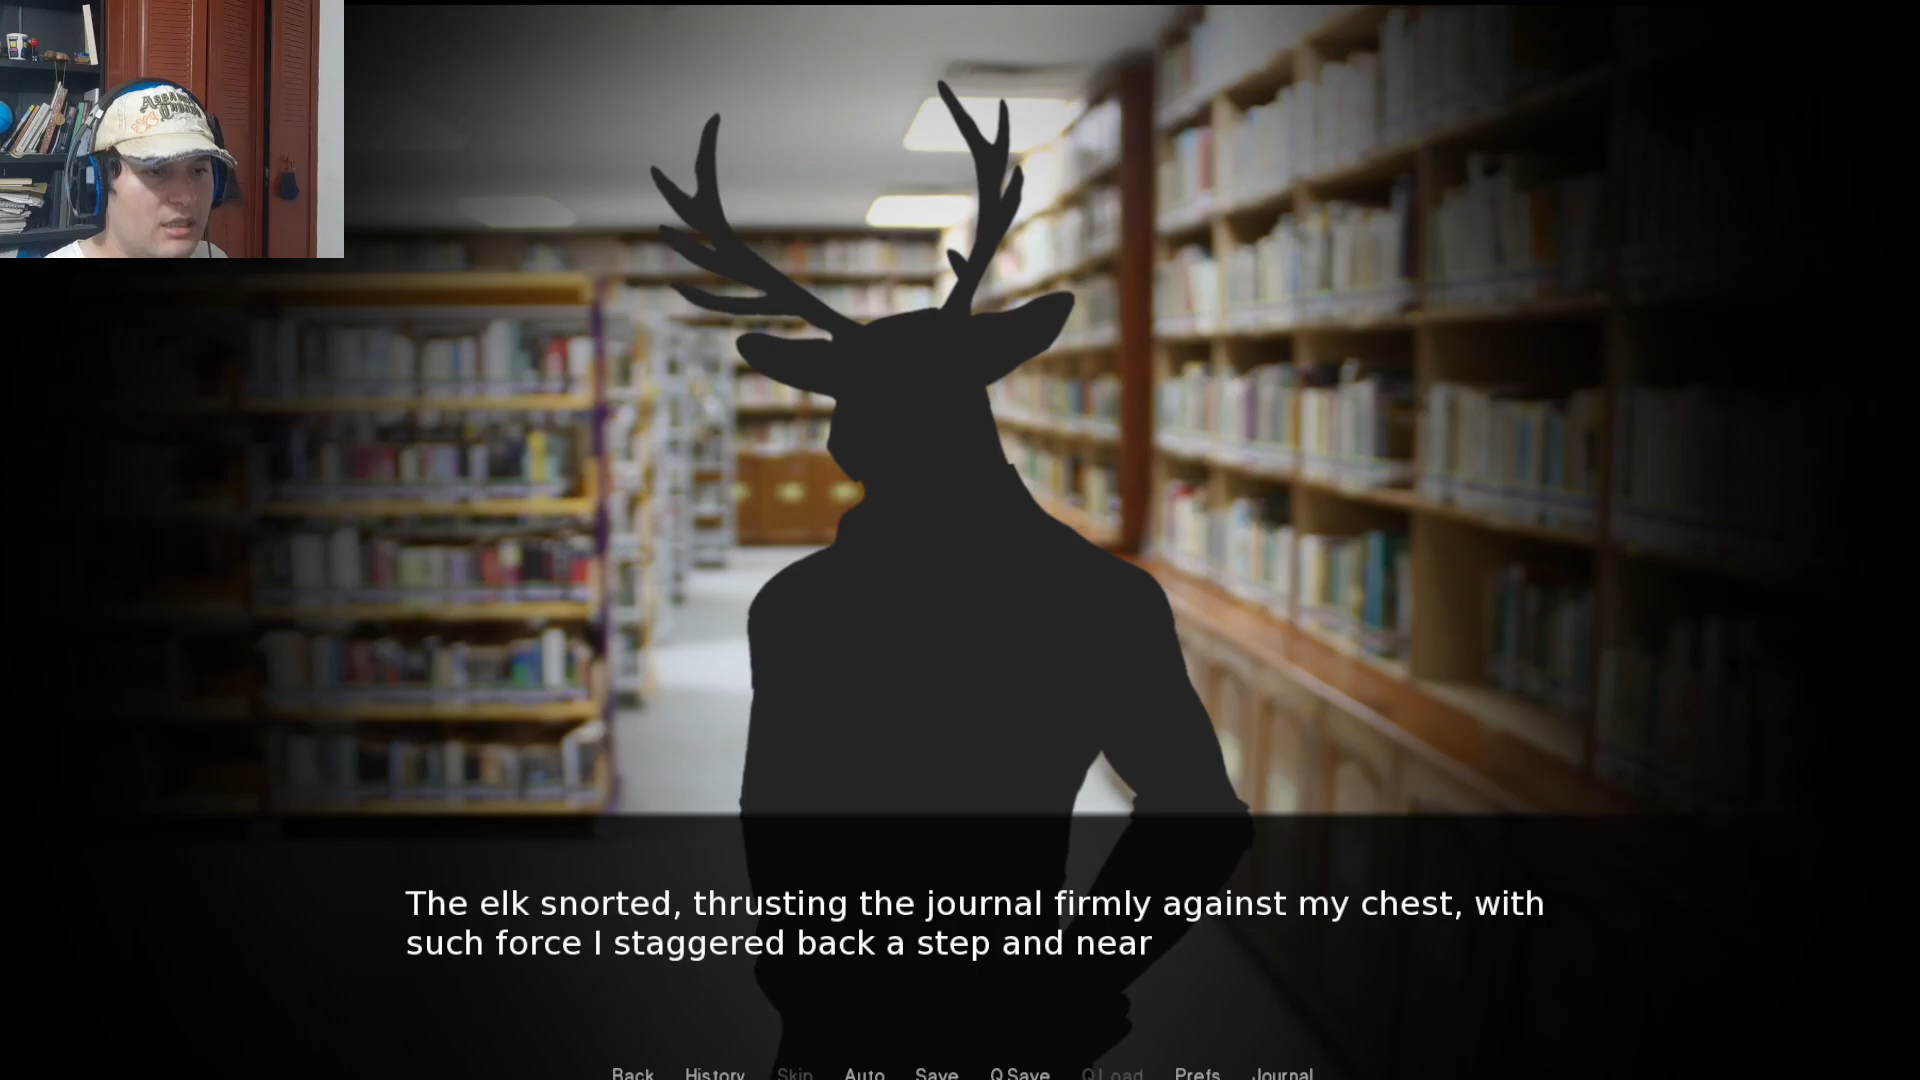 The elk snorted, thrusting the journal firmly against my chest, with
such force I staggered back a step and near
Back History Skip Auto Save Q.Save Q.Load Prefs Journal